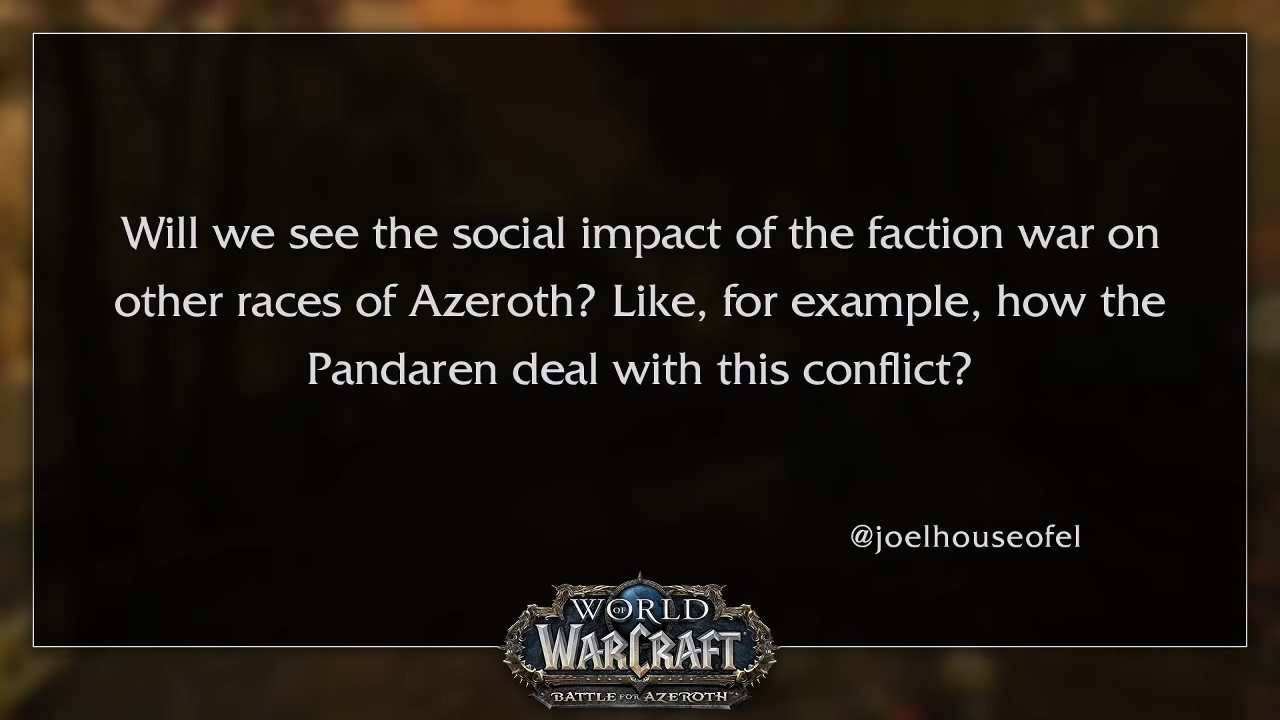 Will we see the social impact of the faction war on
other races of Azeroth? Like, for example, how the
Pandaren deal with this conflict?
@joelhouseofel
WORLD
OF
WARCRAFT
BATTLE FOR AZEROTH